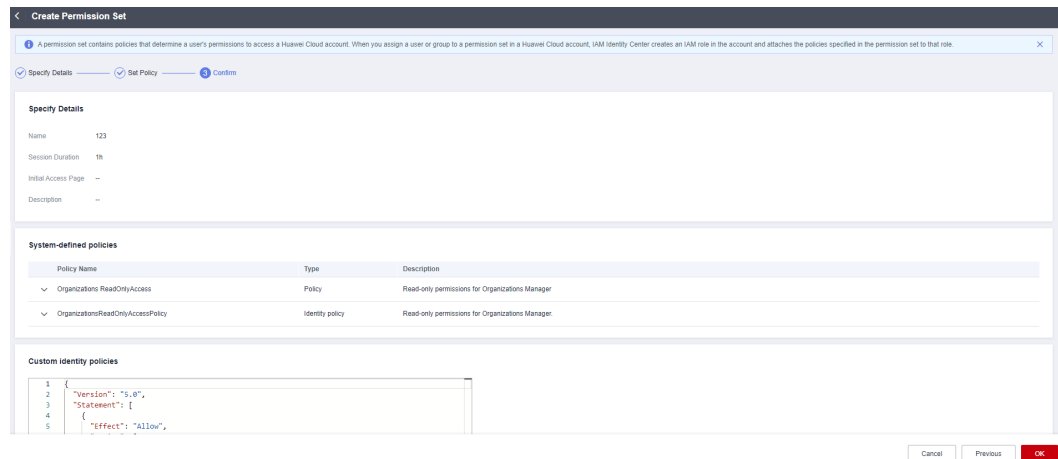 Create Permission Set
A permission set contains policies that determine a user's permissions to access a Huawei Cloud account. When you assign a user or group to a permission set in a Huawei Cloud account, IAM Identity Center creates an IAM role in the account and attaches the policies specified in the permission set to that role.
Specify Details Set Policy 3 Confirm
Specify Details
Name 123
Session Duration 1h
Initial Access Page --
Description --
System-defined policies
Policy Name Type Description
Organizations ReadOnlyAccess Policy Read-only permissions for Organizations Manager
OrganizationsReadOnlyAccessPolicy Identity policy Read-only permissions for Organizations Manager.
Custom identity policies
1 {
2 "Version": "5.0",
3 "Statement": [
4 {
5 "Effect": "Allow",
Cancel Previous OK